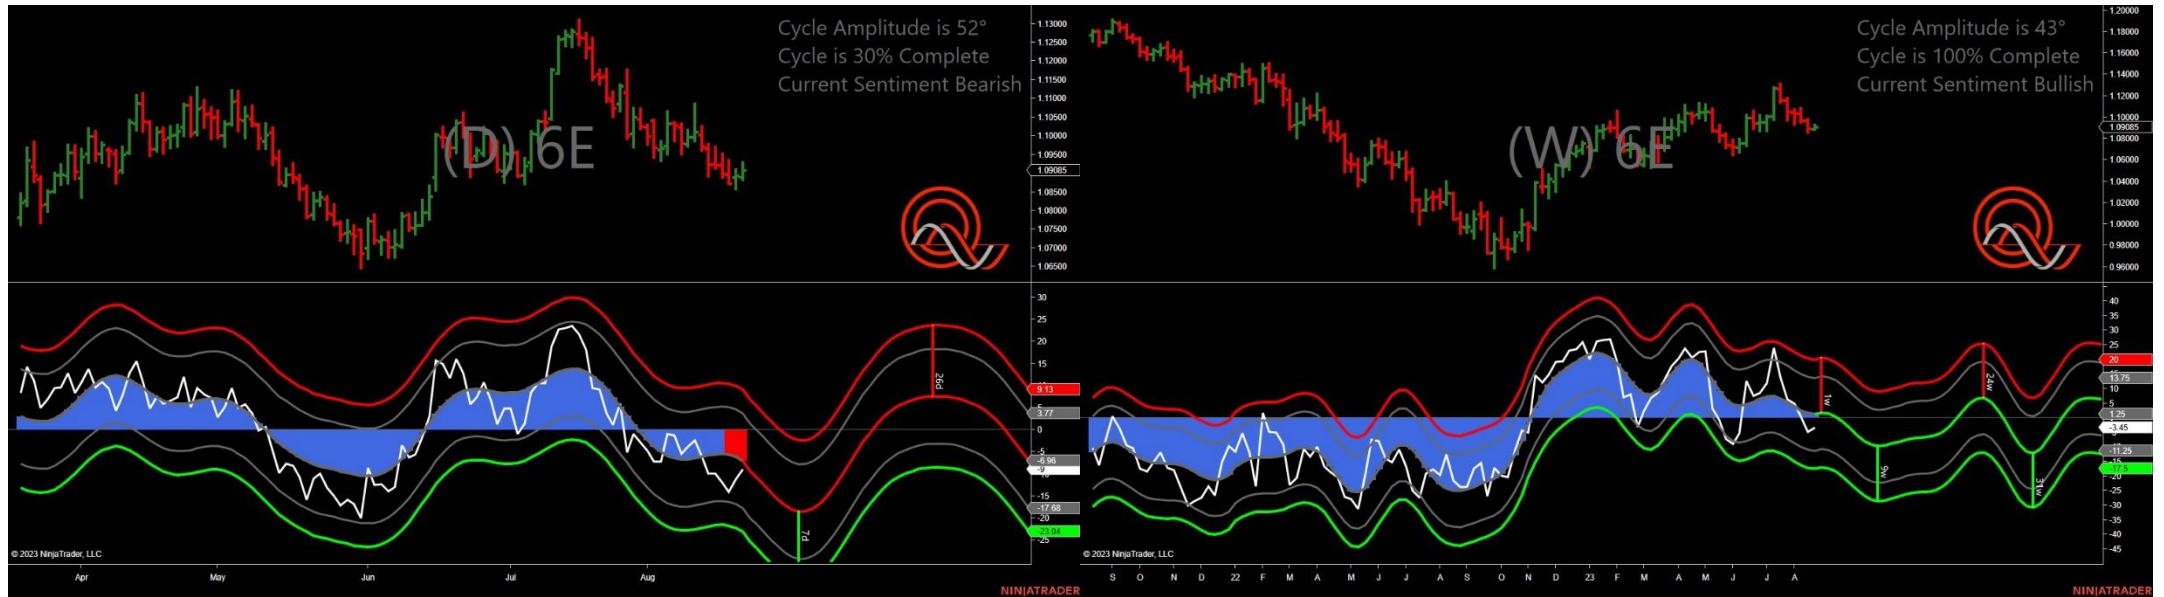 Cycle Amplitude is 52°
Cycle is 30% Complete
Current Sentiment Bearish
(D) 6E
1.13000
1.12500
1.12000
1.11500
1.11000
1.10500
1.10000
1.09500
1.09085
1.08500
1.08000
1.07500
1.07000
1.06500
30
25
20
15
9.13
5
3.77
0
-5
-6.96
-9
-15
-17.68
-20
-23.04
-25
26d
7d
© 2023 NinjaTrader, LLC
Apr
May
Jun
Jul
Aug
NINJATRADER
Cycle Amplitude is 43°
Cycle is 100% Complete
Current Sentiment Bullish
(W) 6E
1.20000
1.18000
1.16000
1.14000
1.12000
1.10000
1.09085
1.08000
1.06000
1.04000
1.02000
1.00000
0.98000
0.96000
40
35
30
25
20
13.75
10
5
1.25
-3.45
-11.25
-15
-17.5
-20
-25
-30
-35
-40
-45
1w
9w
24w
31w
© 2023 NinjaTrader, LLC
S O N D 22 F M A M J J A S O N D 23 F M A M J J A
NINJATRADER